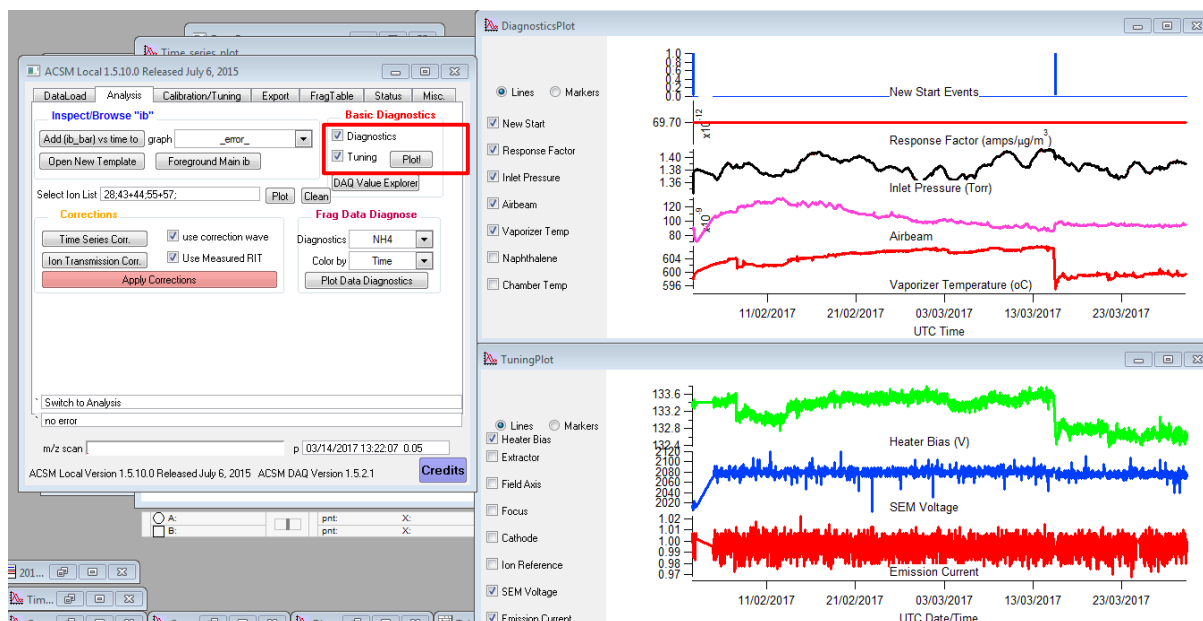 Time_series_plot
ACSM Local 1.5.10.0 Released July 6, 2015
DataLoad Analysis Calibration/Tuning Export FragTable Status Misc.
Inspect/Browse "ib"
Basic Diagnostics
Add (ib_bar) vs time to graph _error_
Diagnostics
Open New Template Foreground Main ib
Tuning Plot!
DAQ Value Explorer
Select Ion List 28;43+44;55+57; Plot Clean
Corrections
Frag Data Diagnose
Time Series Corr. use correction wave
Diagnostics NH4
Ion Transmission Corr. Use Measured RIT
Color by Time
Apply Corrections
Plot Data Diagnostics
Switch to Analysis
no error
m/z scan p 03/14/2017 13:22:07 0.05
ACSM Local Version 1.5.10.0 Released July 6, 2015 ACSM DAQ Version 1.5.2.1 Credits
A: pnt: X:
B: pnt: X:
201...
Tim...
DiagnosticsPlot
Lines Markers
New Start
Response Factor
Inlet Pressure
Airbeam
Vaporizer Temp
Naphthalene
Chamber Temp
1.0
0.8
0.6
0.4
0.2
0.0
New Start Events
x10-12
69.70
Response Factor (amps/μg/m3)
1.40
1.38
1.36
Inlet Pressure (Torr)
x10-9
120
100
80
Airbeam
604
600
596
Vaporizer Temperature (oC)
11/02/2017 21/02/2017 03/03/2017 13/03/2017 23/03/2017
UTC Time
TuningPlot
Lines Markers
Heater Bias
Extractor
Field Axis
Focus
Cathode
Ion Reference
SEM Voltage
Emission Current
133.6
133.2
132.8
132.4
Heater Bias (V)
2120
2100
2080
2060
2040
2020
SEM Voltage
1.02
1.01
1.00
0.99
0.98
0.97
Emission Current
11/02/2017 21/02/2017 03/03/2017 13/03/2017 23/03/2017
UTC Date/Time